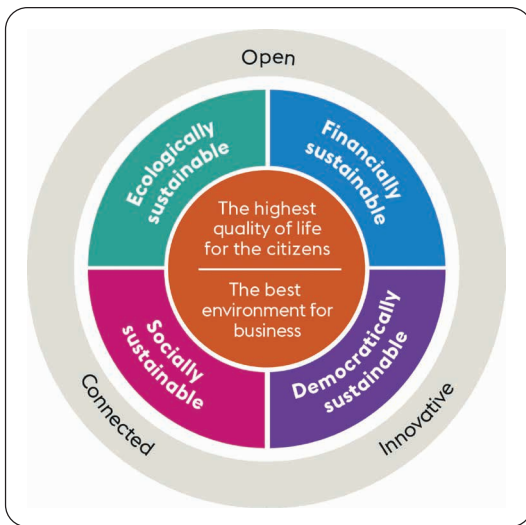 Open
Ecologically
sustainable
Financially
sustainable
The highest
quality of life
for the citizens
The best
environment for
business
Socially
sustainable
Democratically
sustainable
Connected
Innovative